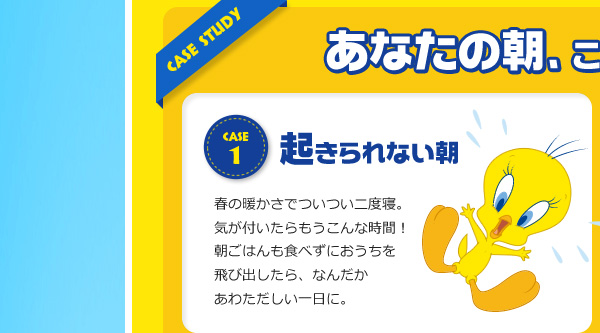 CASE STUDY
あなたの朝、こ
CASE
1
起きられない朝
春の暖かさでついつい二度寝。
気が付いたらもうこんな時間！
朝ごはんも食べずにおうちを
飛び出したら、なんだか
あわただしい一日に。